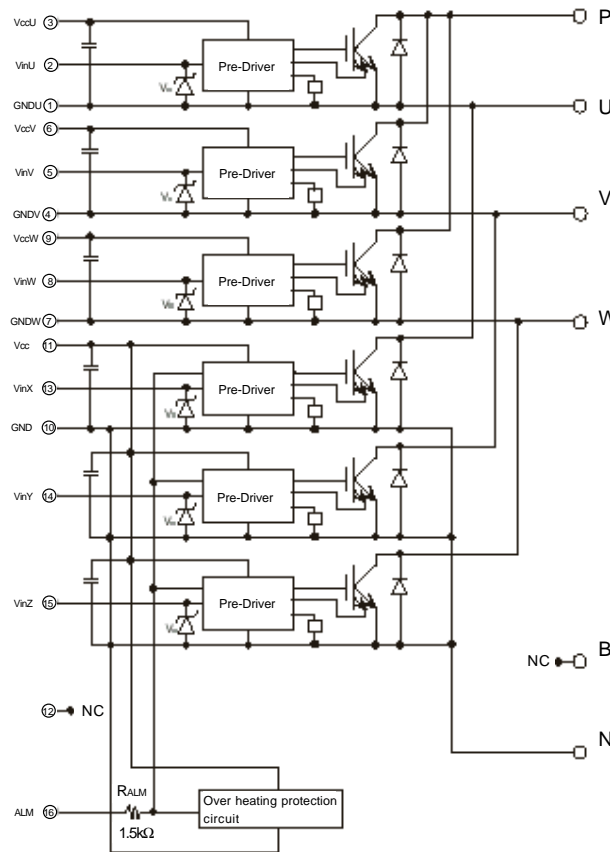 VccU 3
P
VinU 2
Pre-Driver
GNDU 1
U
VccV 6
VinV 5
Pre-Driver
GNDV 4
V
VccW 9
VinW 8
Pre-Driver
GNDW 7
W
Vcc 11
VinX 13
Pre-Driver
GND 10
VinY 14
Pre-Driver
VinZ 15
Pre-Driver
NC
B
12 NC
N
RALM
Over heating protection
circuit
ALM 16
1.5kΩ